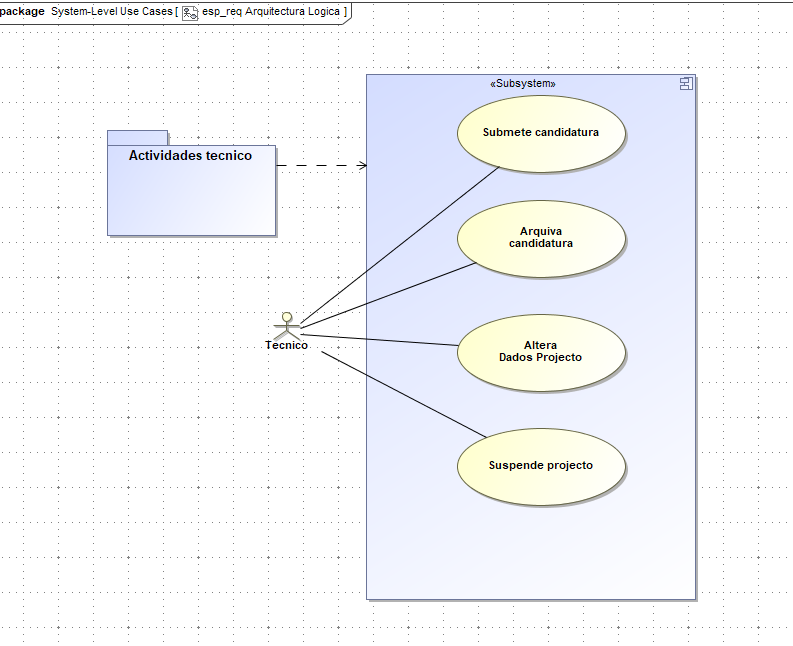 package System-Level Use Cases [ esp_req Arquitectura Logica ]
«Subsystem»
Submete candidatura
Actividades tecnico
Arquiva
candidatura
Tecnico
Altera
Dados Projecto
Suspende projecto